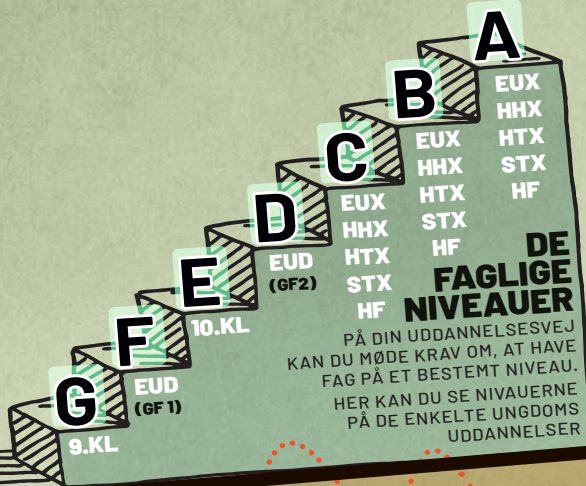 A
EUX
HHX
HTX
STX
HF
B
EUX
HHX
HTX
STX
HF
C
EUX
HHX
HTX
STX
HF
D
EUD
(GF2)
E
10.KL
F
EUD
(GF 1)
G
9.KL
DE
FAGLIGE
NIVEAUER
PÅ DIN UDDANNELSESVEJ
KAN DU MØDE KRAV OM, AT HAVE
FAG PÅ ET BESTEMT NIVEAU.
HER KAN DU SE NIVAUERNE
PÅ DE ENKELTE UNGDOMS
UDDANNELSER